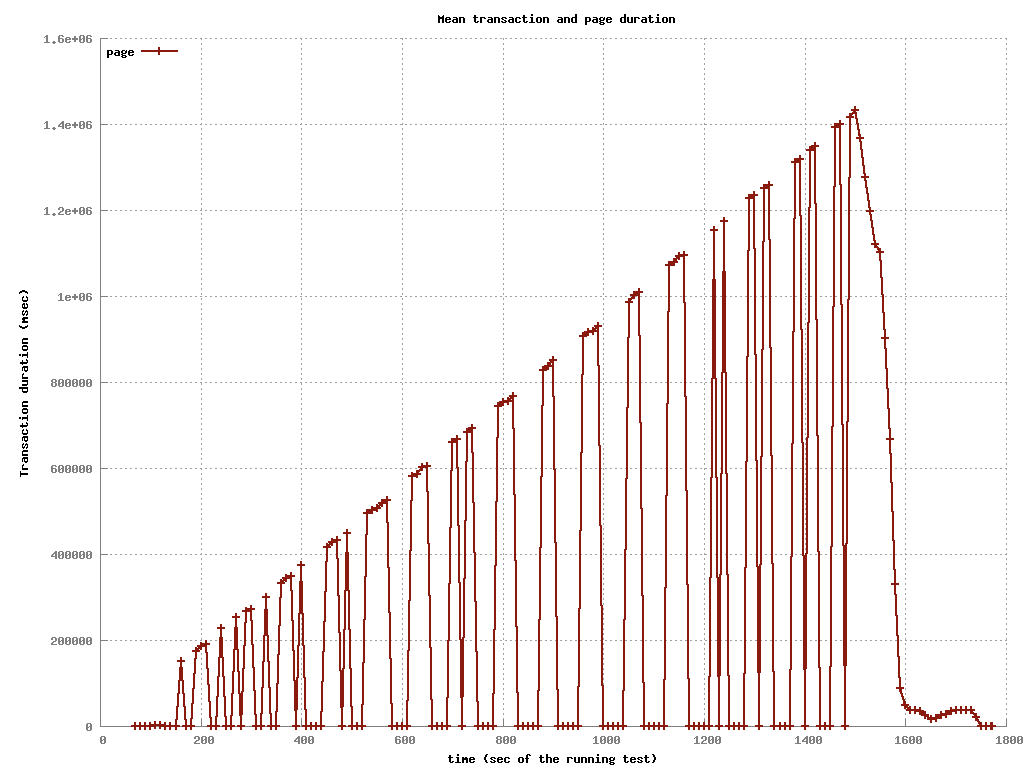 Mean transaction and page duration
page
1.6e+06
1.4e+06
1.2e+06
1e+06
800000
600000
400000
200000
0
Transaction duration (msec)
0 200 400 600 800 1000 1200 1400 1600 1800
time (sec of the running test)